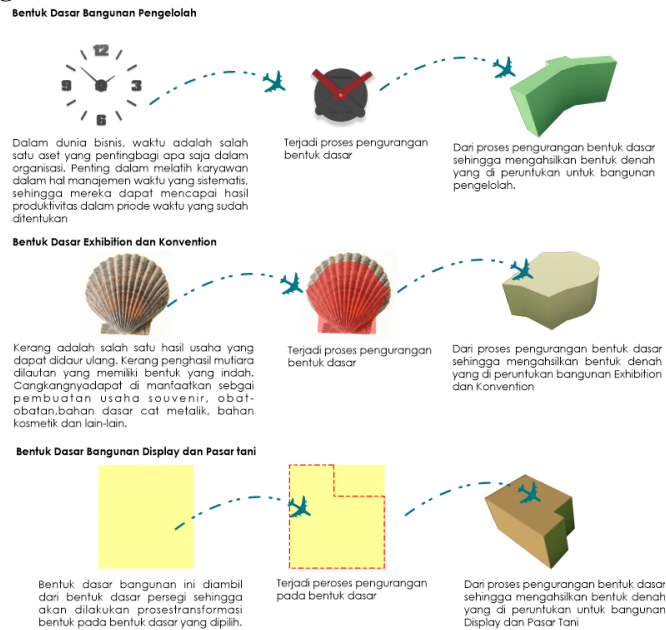 Bentuk Dasar Bangunan Pengelolah
12
9
3
6
Dalam dunia bisnis, waktu adalah salah
satu aset yang pentingbagi apa saja dalam
organisasi. Penting dalam melatih karyawan
dalam hal manajemen waktu yang sistematis,
sehingga mereka dapat mencapai hasil
produktivitas dalam priode waktu yang sudah
ditentukan
Terjadi proses pengurangan
bentuk dasar
Dari proses pengurangan bentuk dasar
sehingga mengahsilkan bentuk denah
yang di peruntukan untuk bangunan
pengelolah.
Bentuk Dasar Exhibition dan Konvention
Kerang adalah salah satu hasil usaha yang
dapat didaur ulang. Kerang penghasil mutiara
dilautan yang memiliki bentuk yang indah.
Cangkangnyadapat di manfaatkan sebgai
pembuatan usaha souvenir, obat-
obatan,bahan dasar cat metalik, bahan
kosmetik dan lain-lain.
Terjadi proses pengurangan
bentuk dasar
Dari proses pengurangan bentuk dasar
sehingga mengahsilkan bentuk denah
yang di peruntukan bangunan Exhibition
dan Konvention
Bentuk Dasar Bangunan Display dan Pasar tani
Bentuk dasar bangunan ini diambil
dari bentuk dasar persegi sehingga
akan dilakukan prosestransformasi
bentuk pada bentuk dasar yang dipilih.
Terjadi peroses pengurangan
pada bentuk dasar
Dari proses pengurangan bentuk dasar
sehingga mengahsilkan bentuk denah
yang di peruntukan untuk bangunan
Display dan Pasar Tani